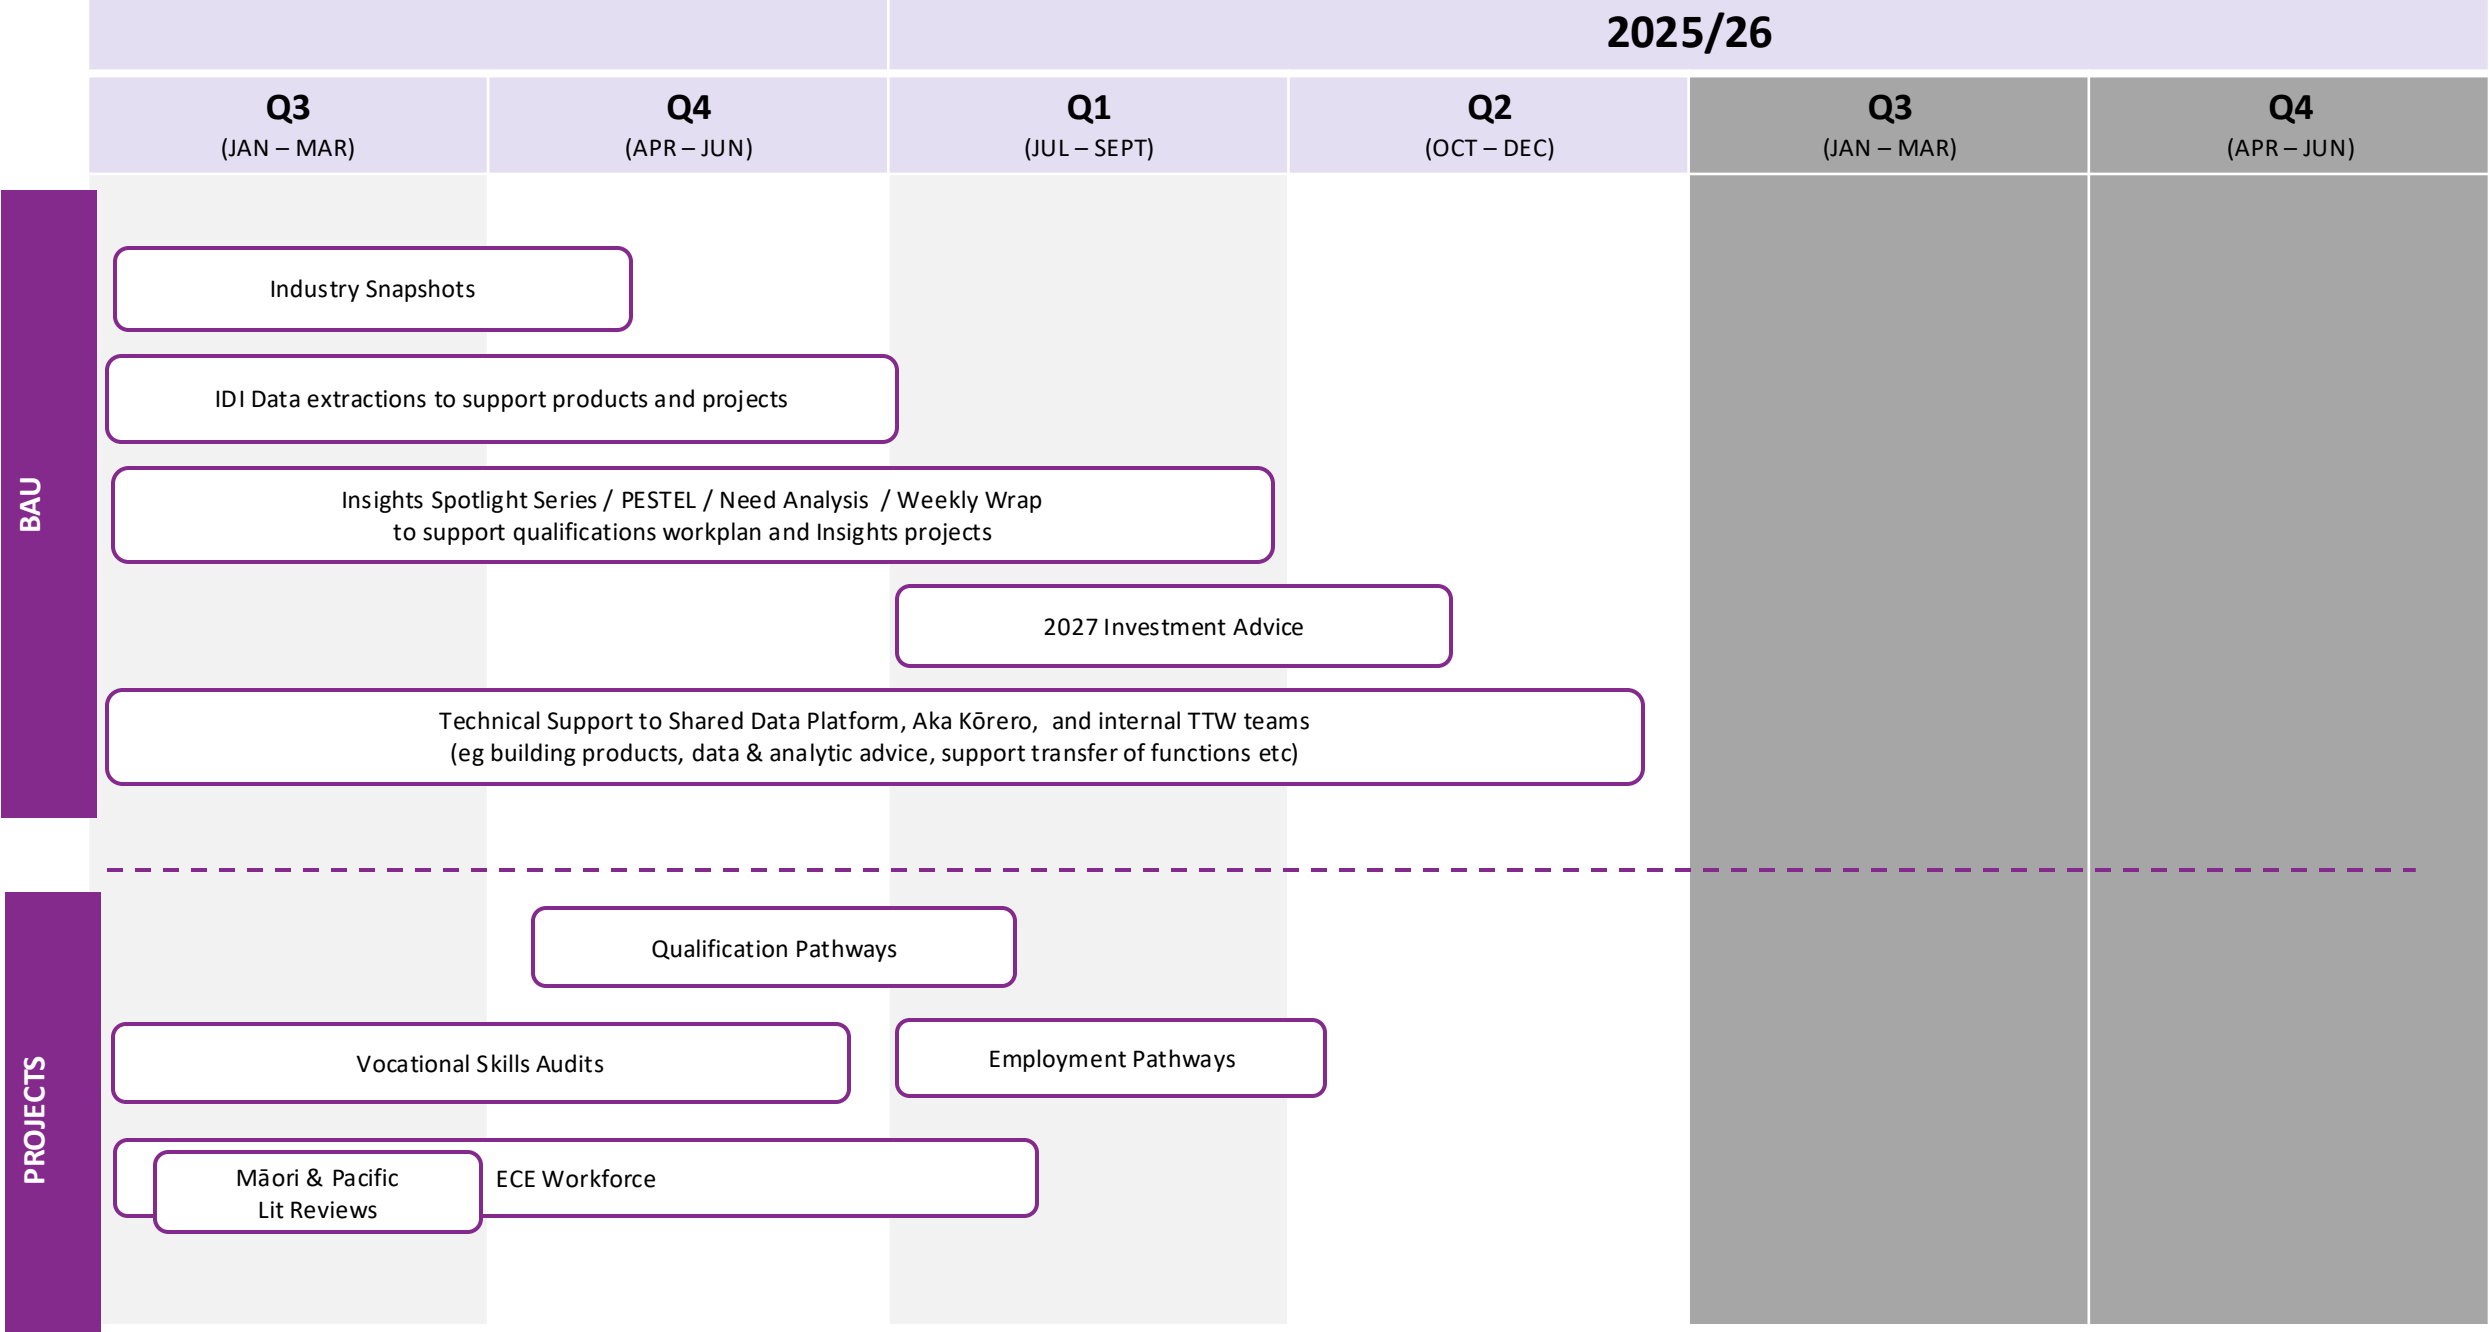 2025/26
Q3
(JAN – MAR)
Q4
(APR – JUN)
Q1
(JUL – SEPT)
Q2
(OCT – DEC)
Q3
(JAN – MAR)
Q4
(APR – JUN)
BAU
Industry Snapshots
IDI Data extractions to support products and projects
Insights Spotlight Series / PESTEL / Need Analysis / Weekly Wrap
to support qualifications workplan and Insights projects
2027 Investment Advice
Technical Support to Shared Data Platform, Aka Kōrero, and internal TTW teams
(eg building products, data & analytic advice, support transfer of functions etc)
PROJECTS
Qualification Pathways
Vocational Skills Audits
Employment Pathways
Māori & Pacific
Lit Reviews
ECE Workforce